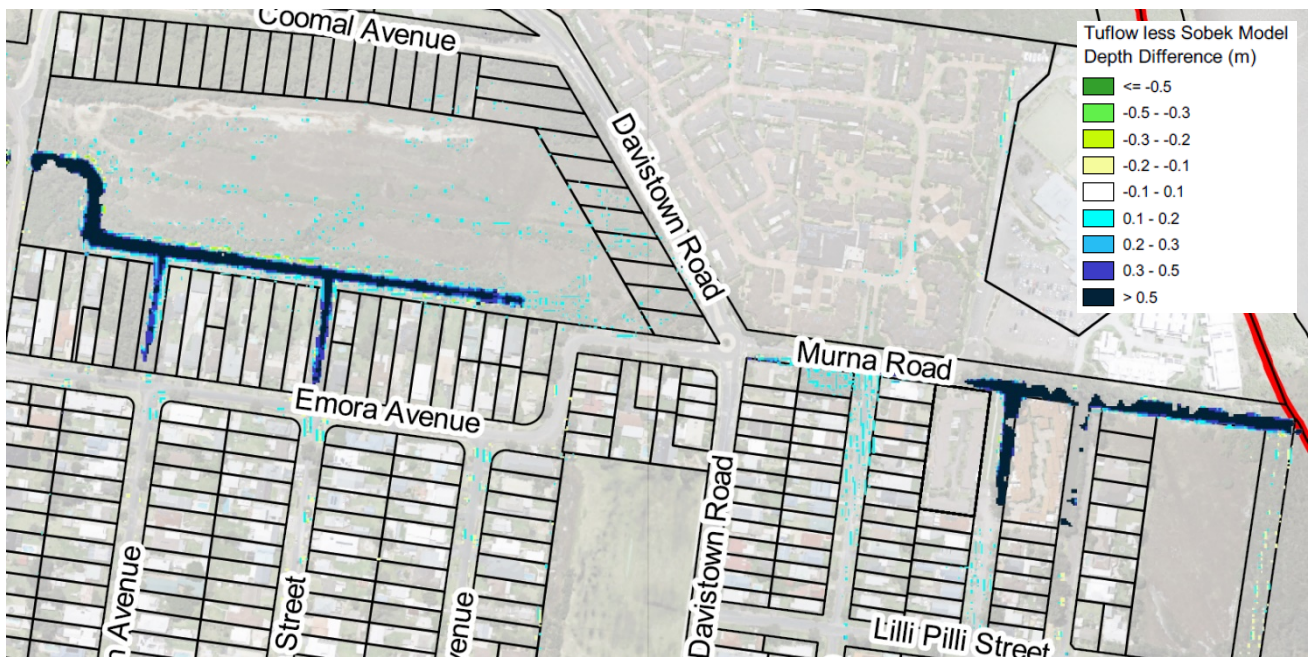 Coomal Avenue
Tuflow less Sobek Model
Depth Difference (m)
<= -0.5
-0.5 - -0.3
-0.3 - -0.2
-0.2 - -0.1
-0.1 - 0.1
0.1 - 0.2
0.2 - 0.3
0.3 - 0.5
> 0.5
Davistown Road
Murna Road
Emora Avenue
Davistown Road
Avenue
Street
venue
Lilli Pilli Street